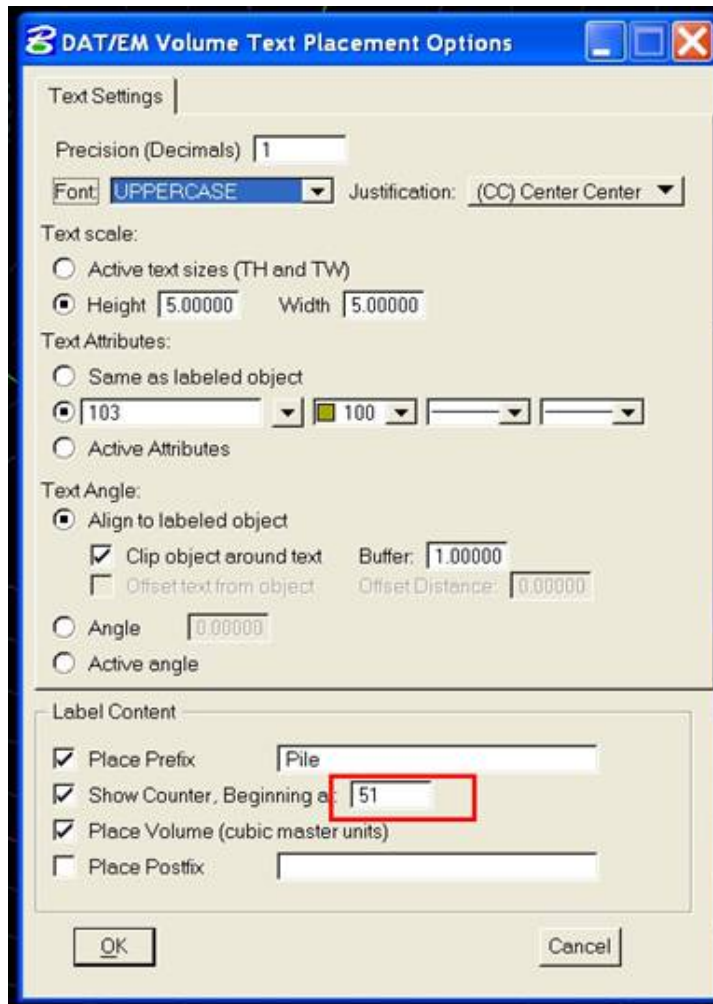 DAT/EM Volume Text Placement Options
Text Settings
Precision (Decimals) 1
Font: UPPERCASE Justification: (CC) Center Center
Text scale:
Active text sizes (TH and TW)
Height 5.00000 Width 5.00000
Text Attributes:
Same as labeled object
103 100
Active Attributes
Text Angle:
Align to labeled object
Clip object around text Buffer: 1.00000
Offset text from object Offset Distance: 0.00000
Angle 0.00000
Active angle
Label Content
Place Prefix Pile
Show Counter, Beginning a 51
Place Volume (cubic master units)
Place Postfix
OK Cancel